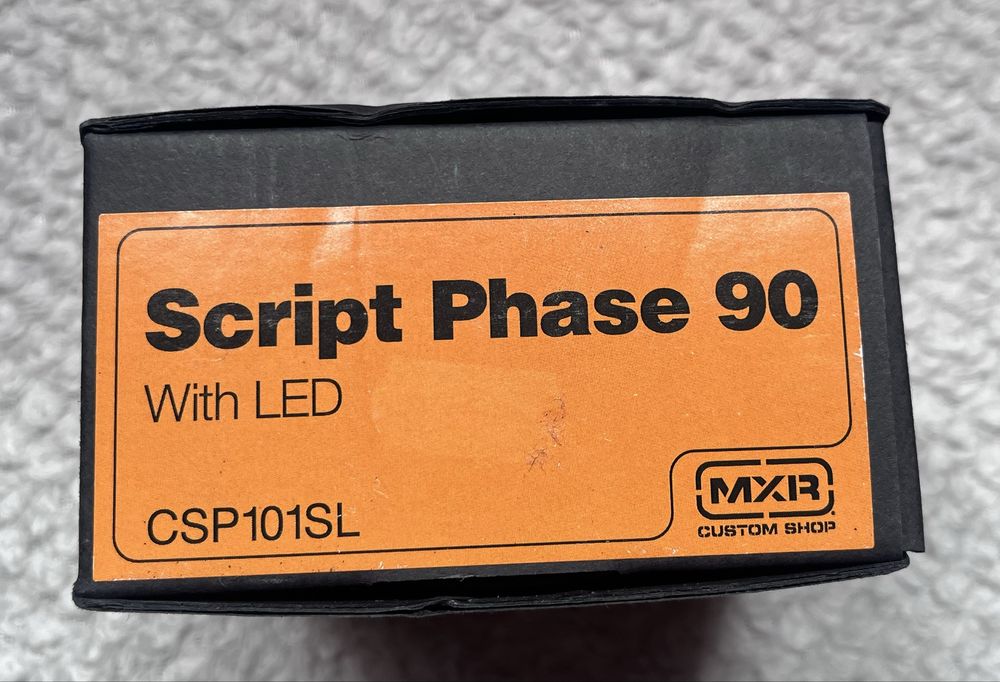 Script Phase 90
With LED
CSP101SL
MXR
CUSTOM SHOP